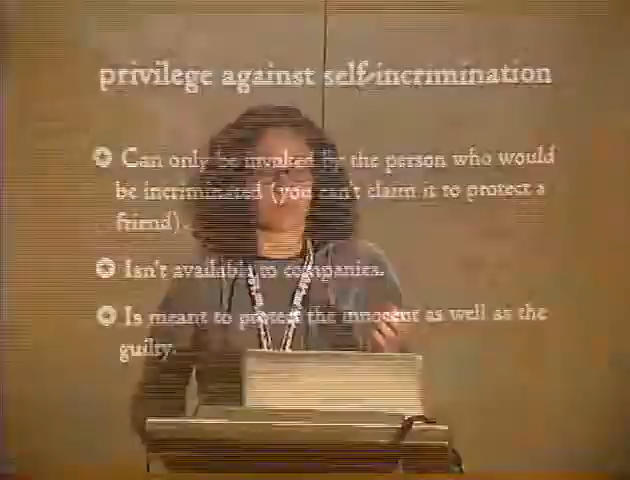 privilege against self-incrimination
Can only be invoked by the person who would
be incriminated (you can't claim it to protect a
friend).
Isn't available to companies.
Is meant to protect the innocent as well as the
guilty.